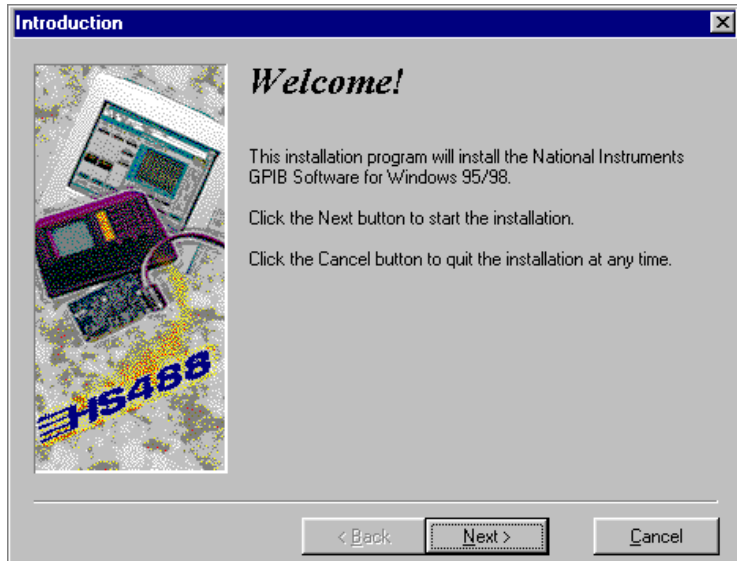 Introduction
Welcome!
This installation program will install the National Instruments
GPIB Software for Windows 95/98.
Click the Next button to start the installation.
Click the Cancel button to quit the installation at any time.
HS488
< Back
Next >
Cancel